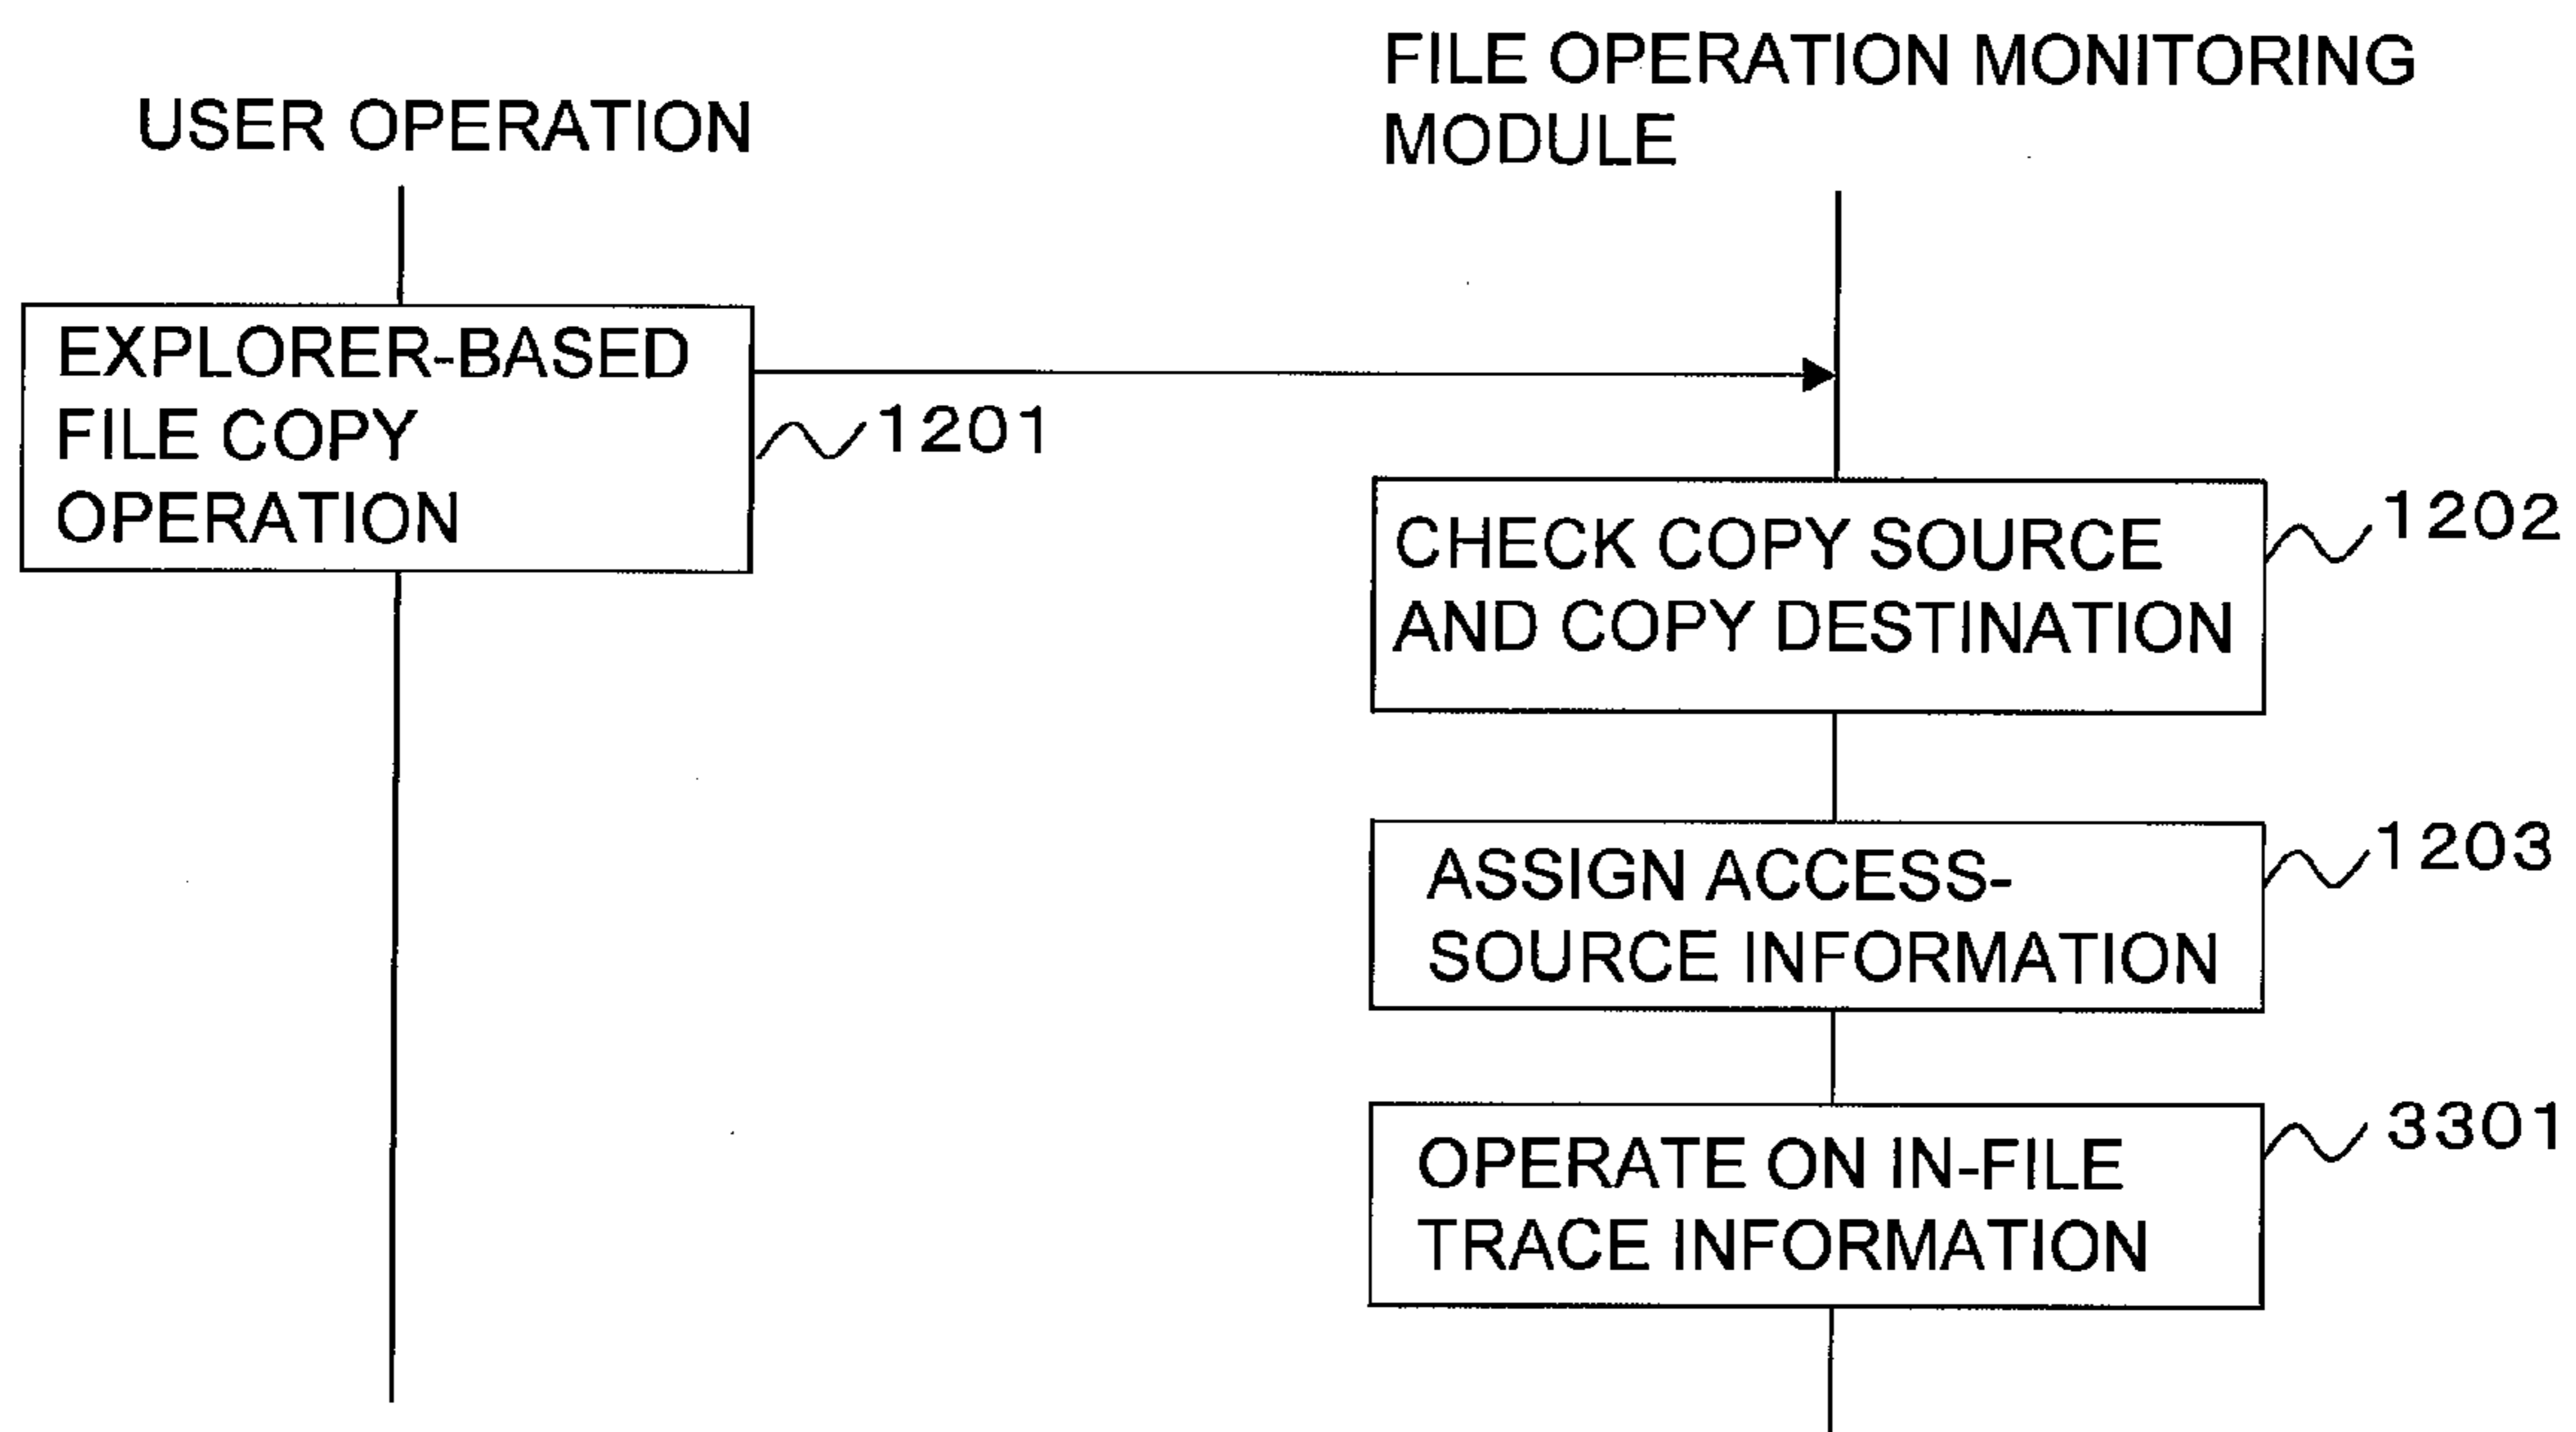 USER OPERATION
FILE OPERATION MONITORING
MODULE
EXPLORER-BASED
FILE COPY
OPERATION
1201
CHECK COPY SOURCE
AND COPY DESTINATION
1202
ASSIGN ACCESS-
SOURCE INFORMATION
1203
OPERATE ON IN-FILE
TRACE INFORMATION
3301